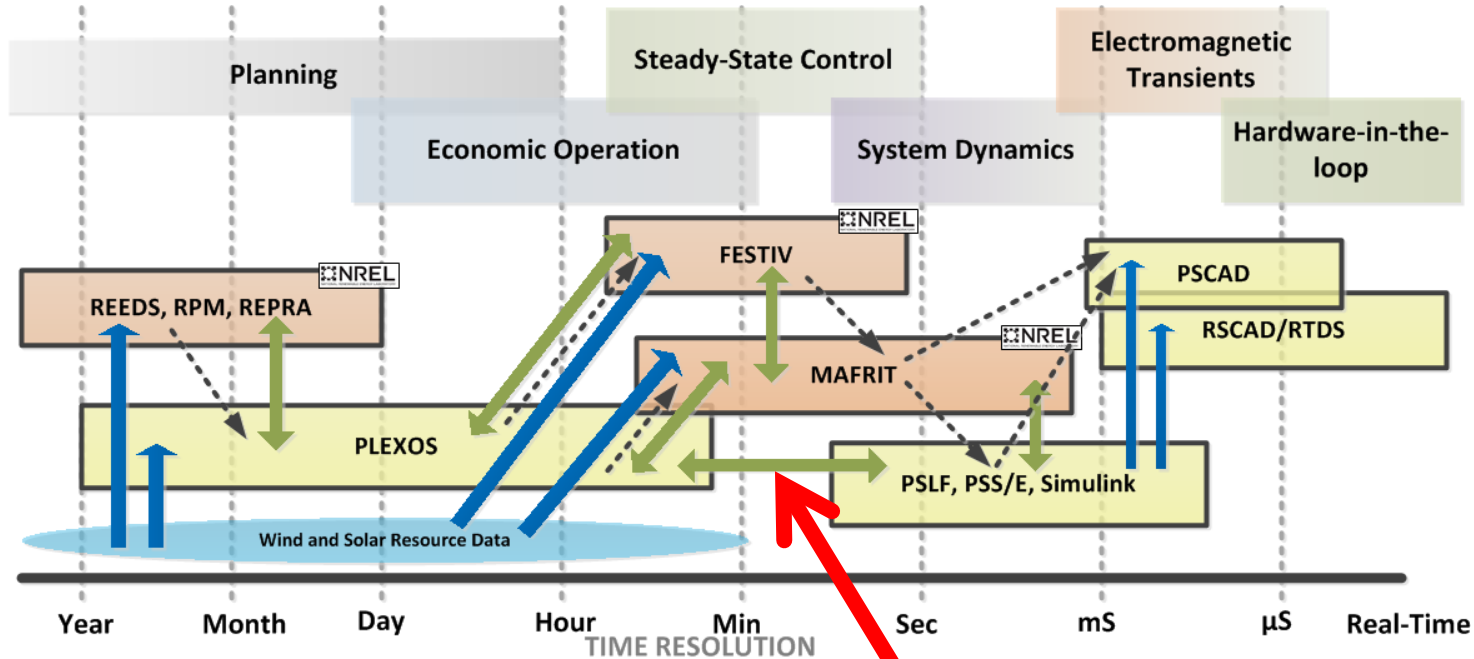 Planning
Steady-State Control
Electromagnetic
Transients
Economic Operation
System Dynamics
Hardware-in-the-
loop
NREL
FESTIV
NREL
REEDS, RPM, REPRA
PSCAD
RSCAD/RTDS
NREL
MAFRIT
PLEXOS
PSLF, PSS/E, Simulink
Wind and Solar Resource Data
Year Month Day Hour Min Sec mS µS Real-Time
TIME RESOLUTION